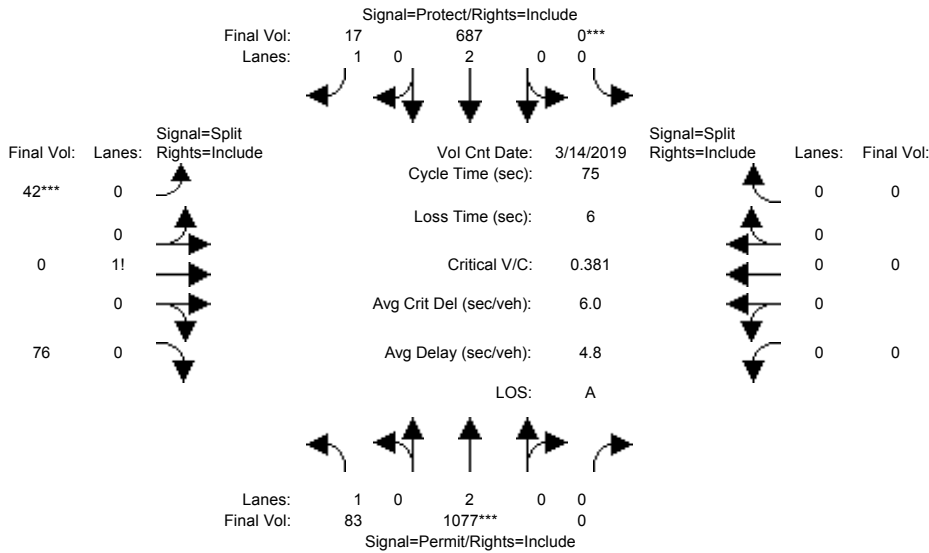 Signal=Protect/Rights=Include
Final Vol: 17 687 0***
Lanes: 1 0 2 0 0
Signal=Split Signal=Split
Final Vol: Lanes: Rights=Include Vol Cnt Date: 3/14/2019 Rights=Include Lanes: Final Vol:
Cycle Time (sec): 75
42*** 0 0 0
Loss Time (sec): 6
0 0
0 1! Critical V/C: 0.381 0 0
0 Avg Crit Del (sec/veh): 6.0 0
76 0 Avg Delay (sec/veh): 4.8 0 0
LOS: A
Lanes: 1 0 2 0 0
Final Vol: 83 1077*** 0
Signal=Permit/Rights=Include